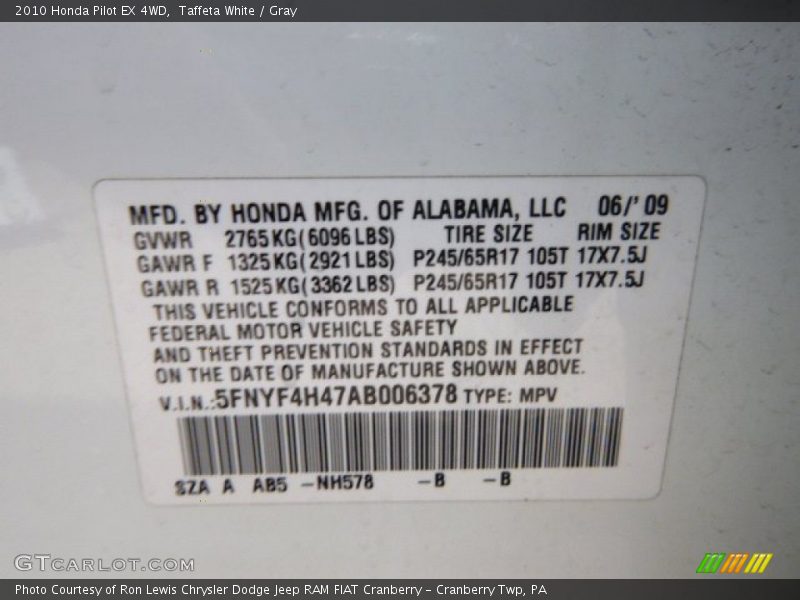 2010 Honda Pilot EX 4WD, Taffeta White / Gray
MFD. BY HONDA MFG. OF ALABAMA, LLC 06/'09
GVWR 2765KG(6096LBS) TIRE SIZE RIM SIZE
GAWR F 1325KG(2921LBS) P245/65R17 105T 17X7.5J
GAWR R 1525KG(3362LBS) P245/65R17 105T 17X7.5J
THIS VEHICLE CONFORMS TO ALL APPLICABLE
FEDERAL MOTOR VEHICLE SAFETY
AND THEFT PREVENTION STANDARDS IN EFFECT
ON THE DATE OF MANUFACTURE SHOWN ABOVE.
V.I.N.:5FNYF4H47AB006378 TYPE: MPV
SZA A AB5 -NH578 -B -B
GTCARLOT.COM
Photo Courtesy of Ron Lewis Chrysler Dodge Jeep RAM FIAT Cranberry - Cranberry Twp, PA